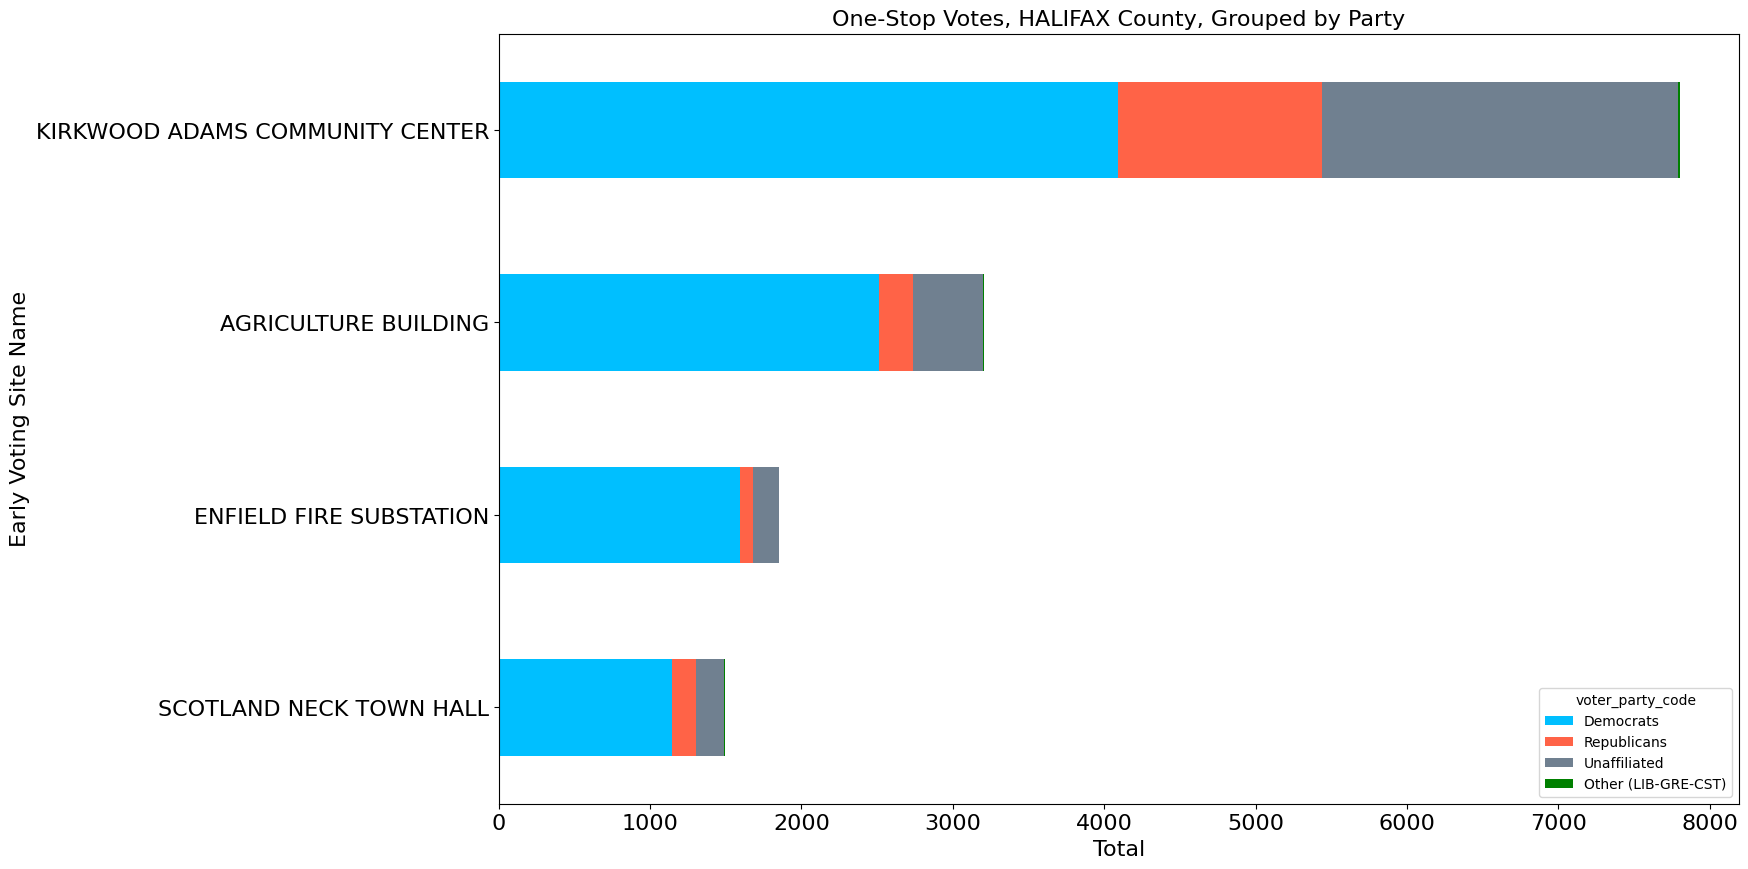 One-Stop Votes, HALIFAX County, Grouped by Party
Early Voting Site Name
KIRKWOOD ADAMS COMMUNITY CENTER
AGRICULTURE BUILDING
ENFIELD FIRE SUBSTATION
SCOTLAND NECK TOWN HALL
voter_party_code
Democrats
Republicans
Unaffiliated
Other (LIB-GRE-CST)
0 1000 2000 3000 4000 5000 6000 7000 8000
Total